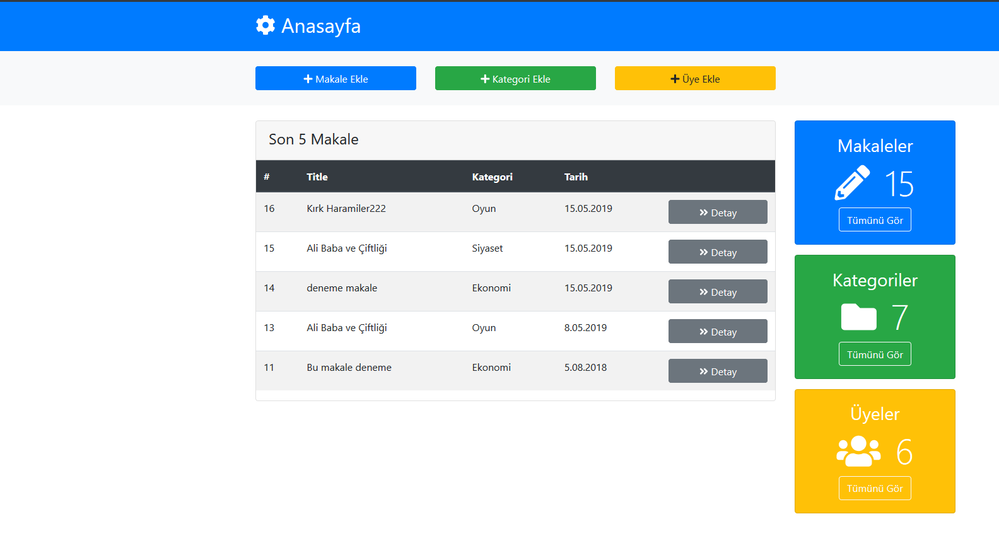 Anasayfa
Makale Ekle
Kategori Ekle
Üye Ekle
Son 5 Makale
# Title Kategori Tarih
16 Kırk Haramiler222 Oyun 15.05.2019 Detay
15 Ali Baba ve Çiftliği Siyaset 15.05.2019 Detay
14 deneme makale Ekonomi 15.05.2019 Detay
13 Ali Baba ve Çiftliği Oyun 8.05.2019 Detay
11 Bu makale deneme Ekonomi 5.08.2018 Detay
Makaleler
15
Tümünü Gör
Kategoriler
7
Tümünü Gör
Üyeler
6
Tümünü Gör